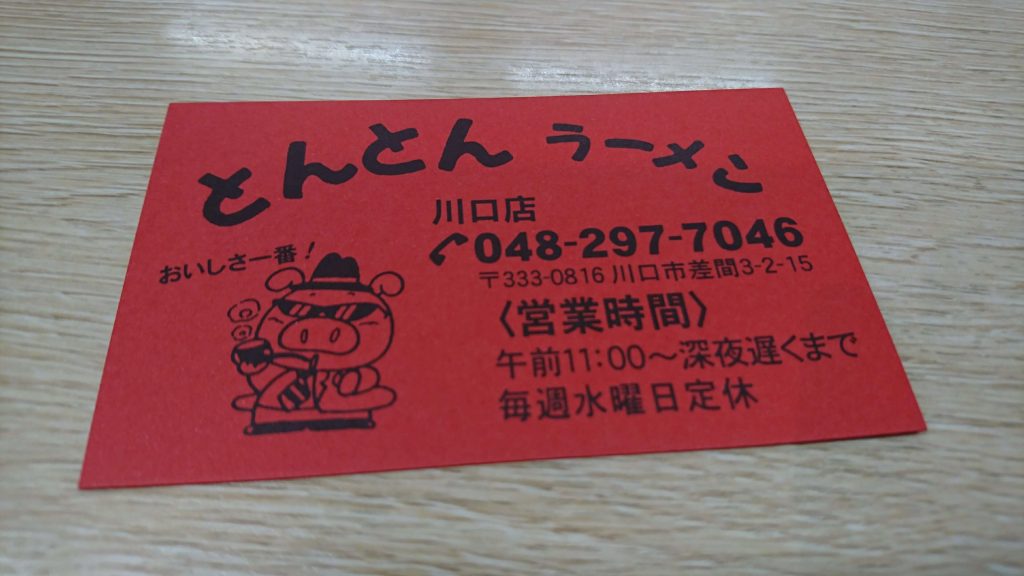 とんとん ラーメン
川口店
048-297-7046
〒333-0816 川口市差間3-2-15
おいしさ一番!
〈営業時間〉
午前11:00～深夜遅くまで
毎週水曜日定休